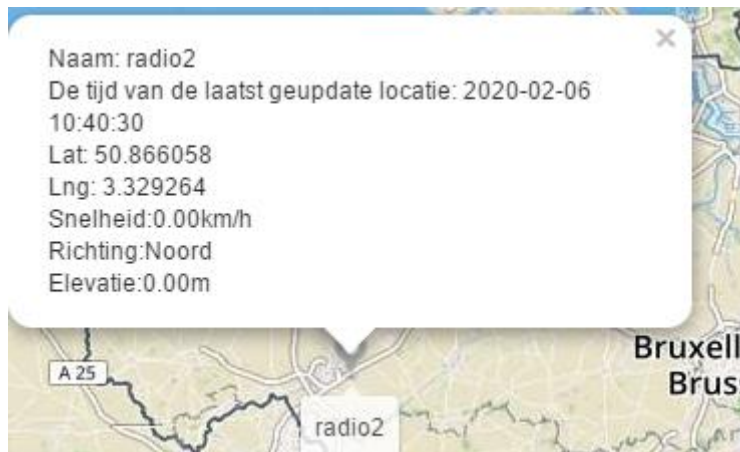 ×
Naam: radio2
De tijd van de laatst geupdate locatie: 2020-02-06
10:40:30
Lat: 50.866058
Lng: 3.329264
Snelheid:0.00km/h
Richting:Noord
Elevatie:0.00m
Bruxell
Brus
A 25
radio2